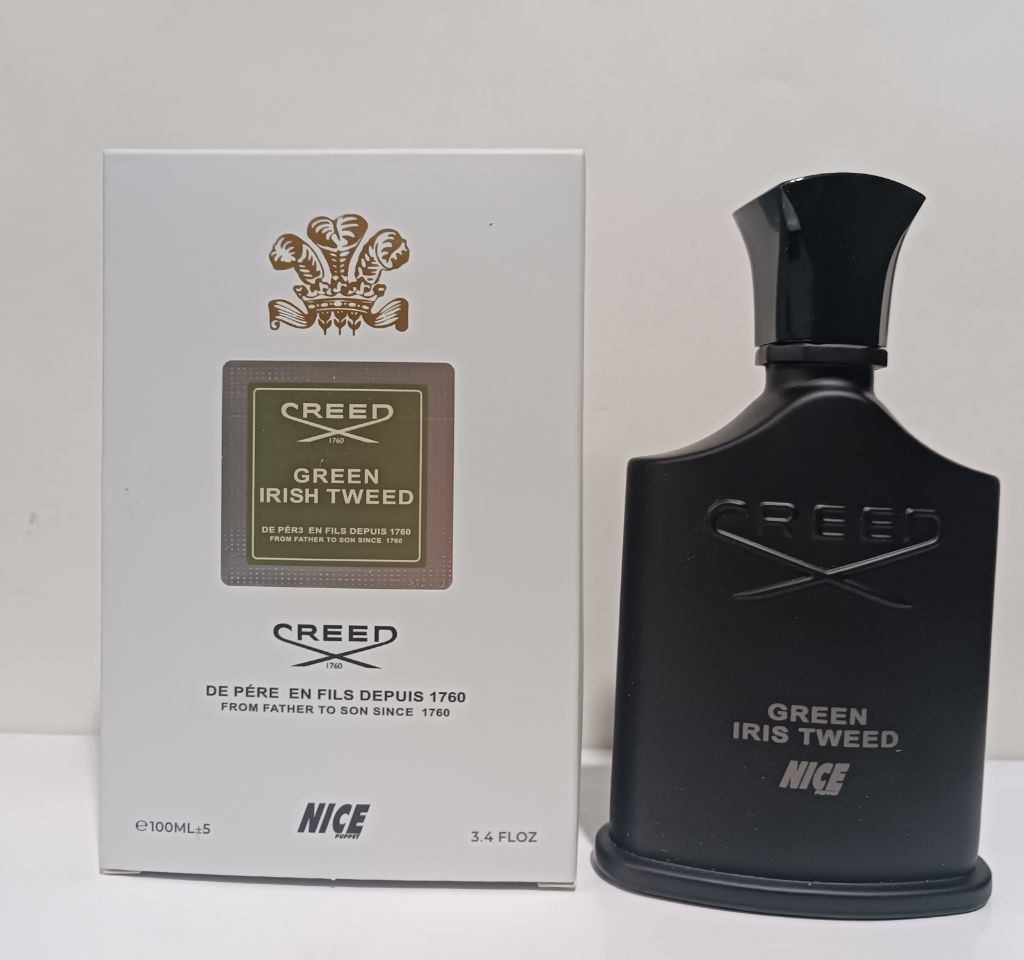 CREED
1760
GREEN
IRISH TWEED
DE PÉR3 EN FILS DEPUIS 1760
FROM FATHER TO SON SINCE 1760
CREED
1760
DE PÉRE EN FILS DEPUIS 1760
FROM FATHER TO SON SINCE 1760
℮100ML±5
NICE
PUPPET
3.4 FLOZ
CREED
GREEN
IRIS TWEED
NICE
PUPPET